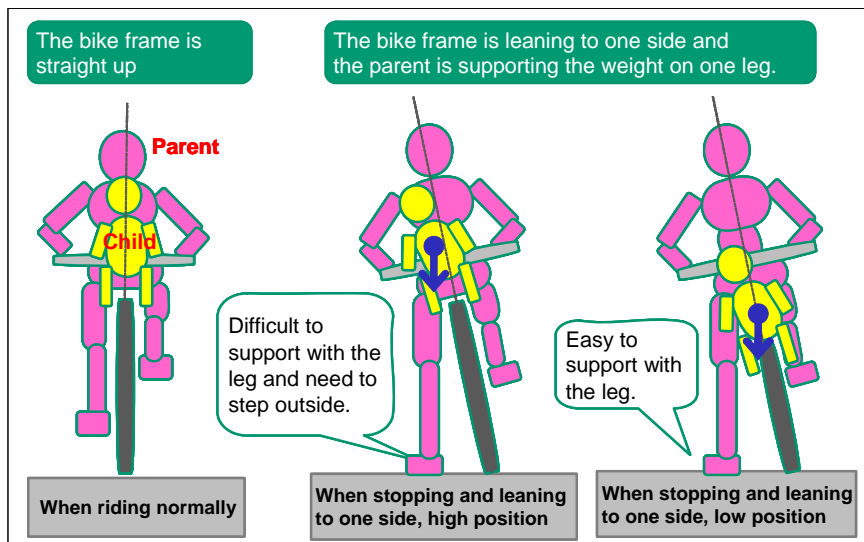 The bike frame is
straight up
The bike frame is leaning to one side and
the parent is supporting the weight on one leg.
Parent
Child
Difficult to
support with the
leg and need to
step outside.
Easy to
support with
the leg.
When riding normally
When stopping and leaning
to one side, high position
When stopping and leaning
to one side, low position